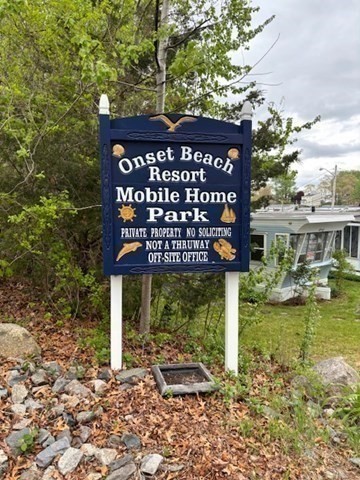 Onset Beach
Resort
Mobile Home
Park
PRIVATE PROPERTY NO SOLICITING
NOT A THRUWAY
OFF-SITE OFFICE